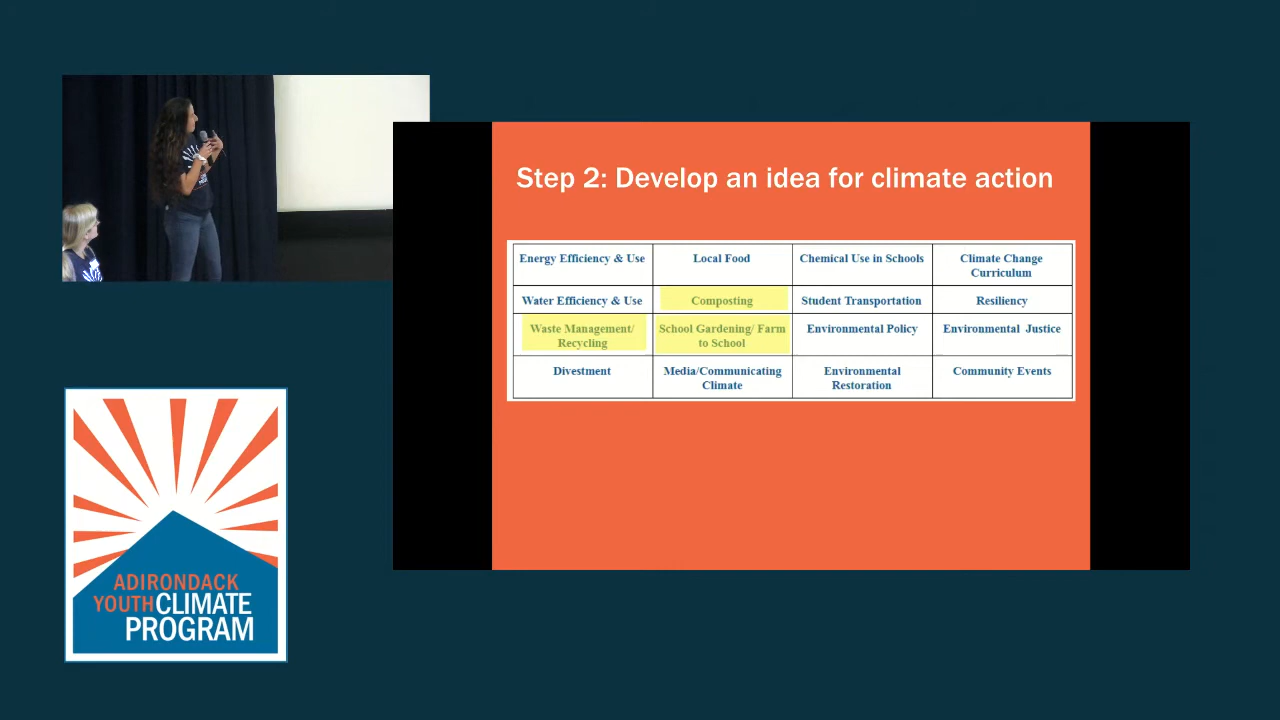 Step 2: Develop an idea for climate action
Energy Efficiency & Use
Local Food
Chemical Use in Schools
Climate Change
Curriculum
Water Efficiency & Use
Composting
Student Transportation
Resiliency
Waste Management/
Recycling
School Gardening/ Farm
to School
Environmental Policy
Environmental Justice
Divestment
Media/Communicating
Climate
Environmental
Restoration
Community Events
ADIRONDACK
YOUTH CLIMATE
PROGRAM